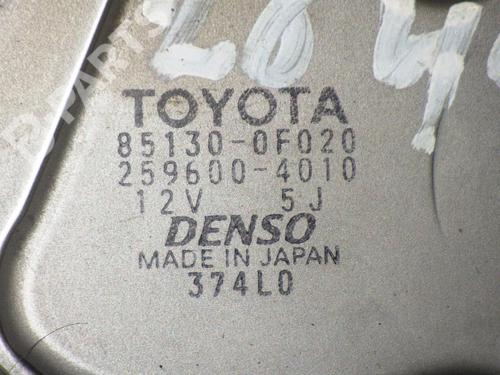 TOYOTA
85130-0F020
259600-4010
12V 5J
DENSO
MADE IN JAPAN
374L0